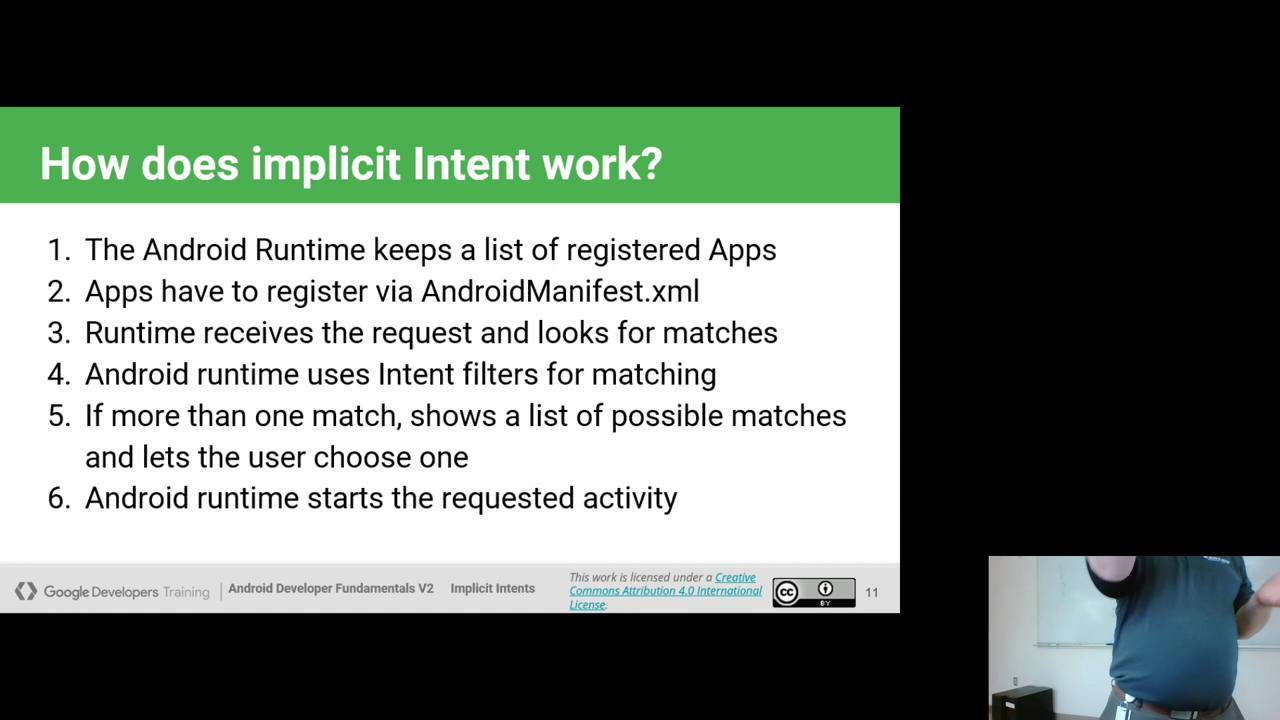 How does implicit Intent work?
1. The Android Runtime keeps a list of registered Apps
2. Apps have to register via AndroidManifest.xml
3. Runtime receives the request and looks for matches
4. Android runtime uses Intent filters for matching
5. If more than one match, shows a list of possible matches
and lets the user choose one
6. Android runtime starts the requested activity
Google Developers Training
Android Developer Fundamentals V2
Implicit Intents
This work is licensed under a Creative
Commons Attribution 4.0 International
License.
cc
BY
11